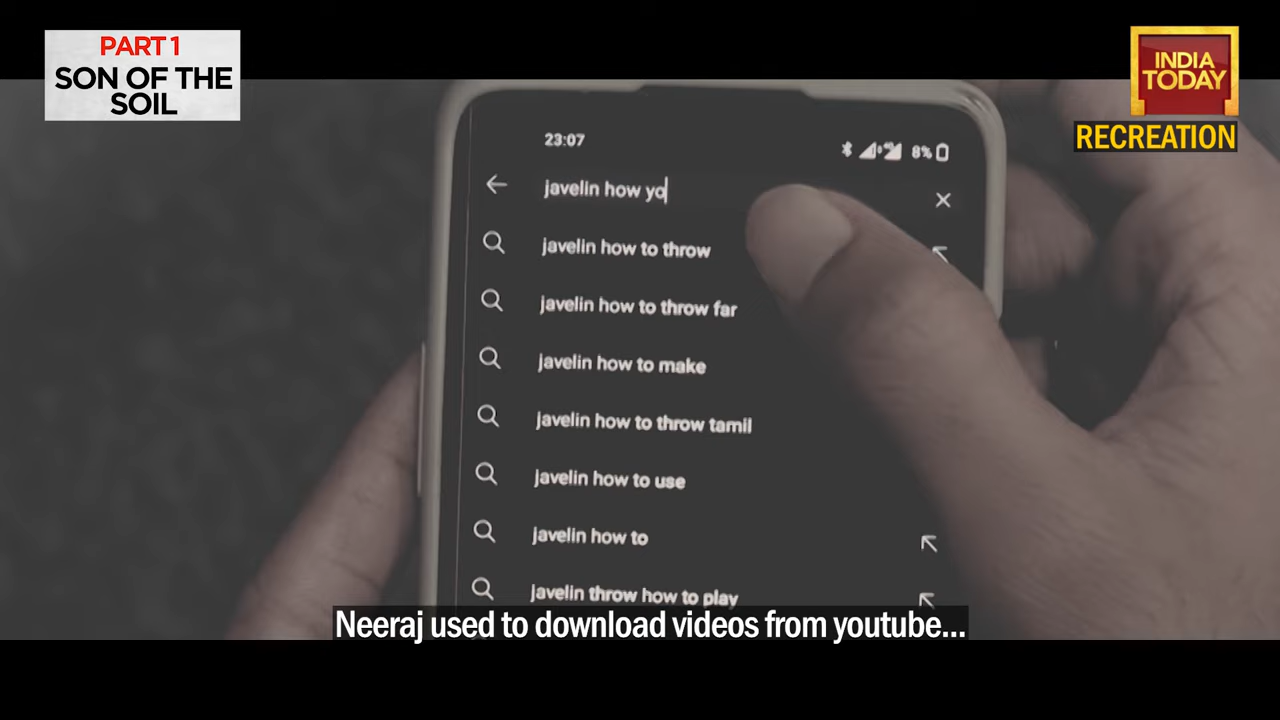 PART 1
SON OF THE
SOIL
INDIA
TODAY
RECREATION
23:07
8%
javelin how yo
javelin how to throw
javelin how to throw far
javelin how to make
javelin how to throw tamil
javelin how to use
javelin how to
javelin throw how to play
Neeraj used to download videos from youtube...